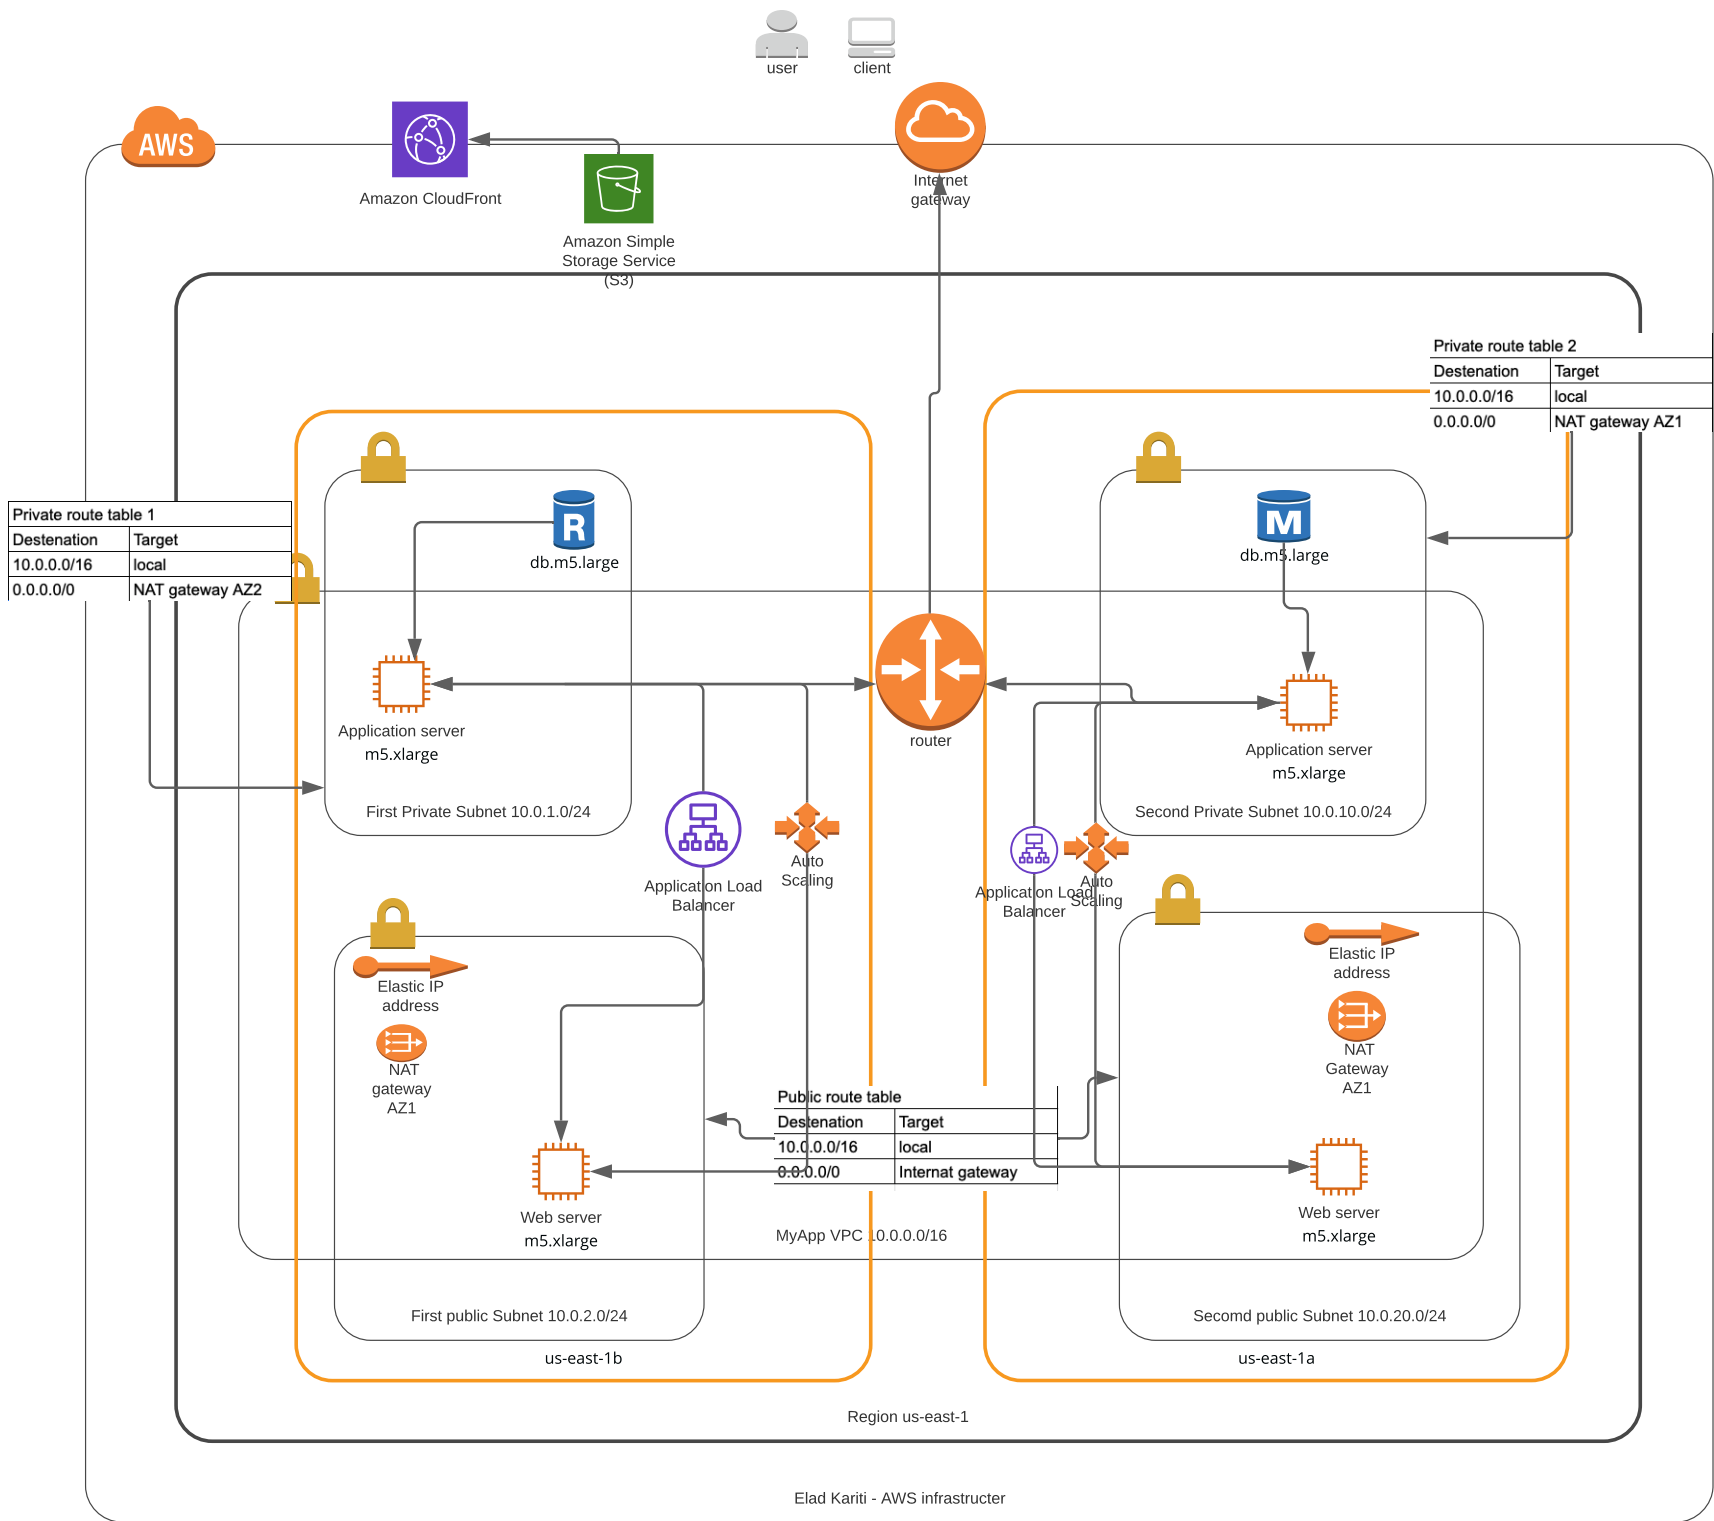 user
client
AWS
Amazon CloudFront
Internet
gateway
Amazon Simple
Storage Service
(S3)
Private route table 2
Destenation Target
10.0.0.0/16 local
0.0.0.0/0 NAT gateway AZ1
Private route table 1
Destenation Target
10.0.0.0/16 local
0.0.0.0/0 NAT gateway AZ2
R
db.m5.large
M
db.m5.large
Application server
m5.xlarge
First Private Subnet 10.0.1.0/24
router
Application server
m5.xlarge
Second Private Subnet 10.0.10.0/24
Application Load
Balancer
Auto
Scaling
Application Load
Balancer
Auto
Scaling
Elastic IP
address
NAT
gateway
AZ1
Elastic IP
address
NAT
Gateway
AZ1
Public route table
Destenation Target
10.0.0.0/16 local
0.0.0.0/0 Internat gateway
Web server
m5.xlarge
Web server
m5.xlarge
MyApp VPC 10.0.0.0/16
First public Subnet 10.0.2.0/24
Secomd public Subnet 10.0.20.0/24
us-east-1b
us-east-1a
Region us-east-1
Elad Kariti - AWS infrastructer